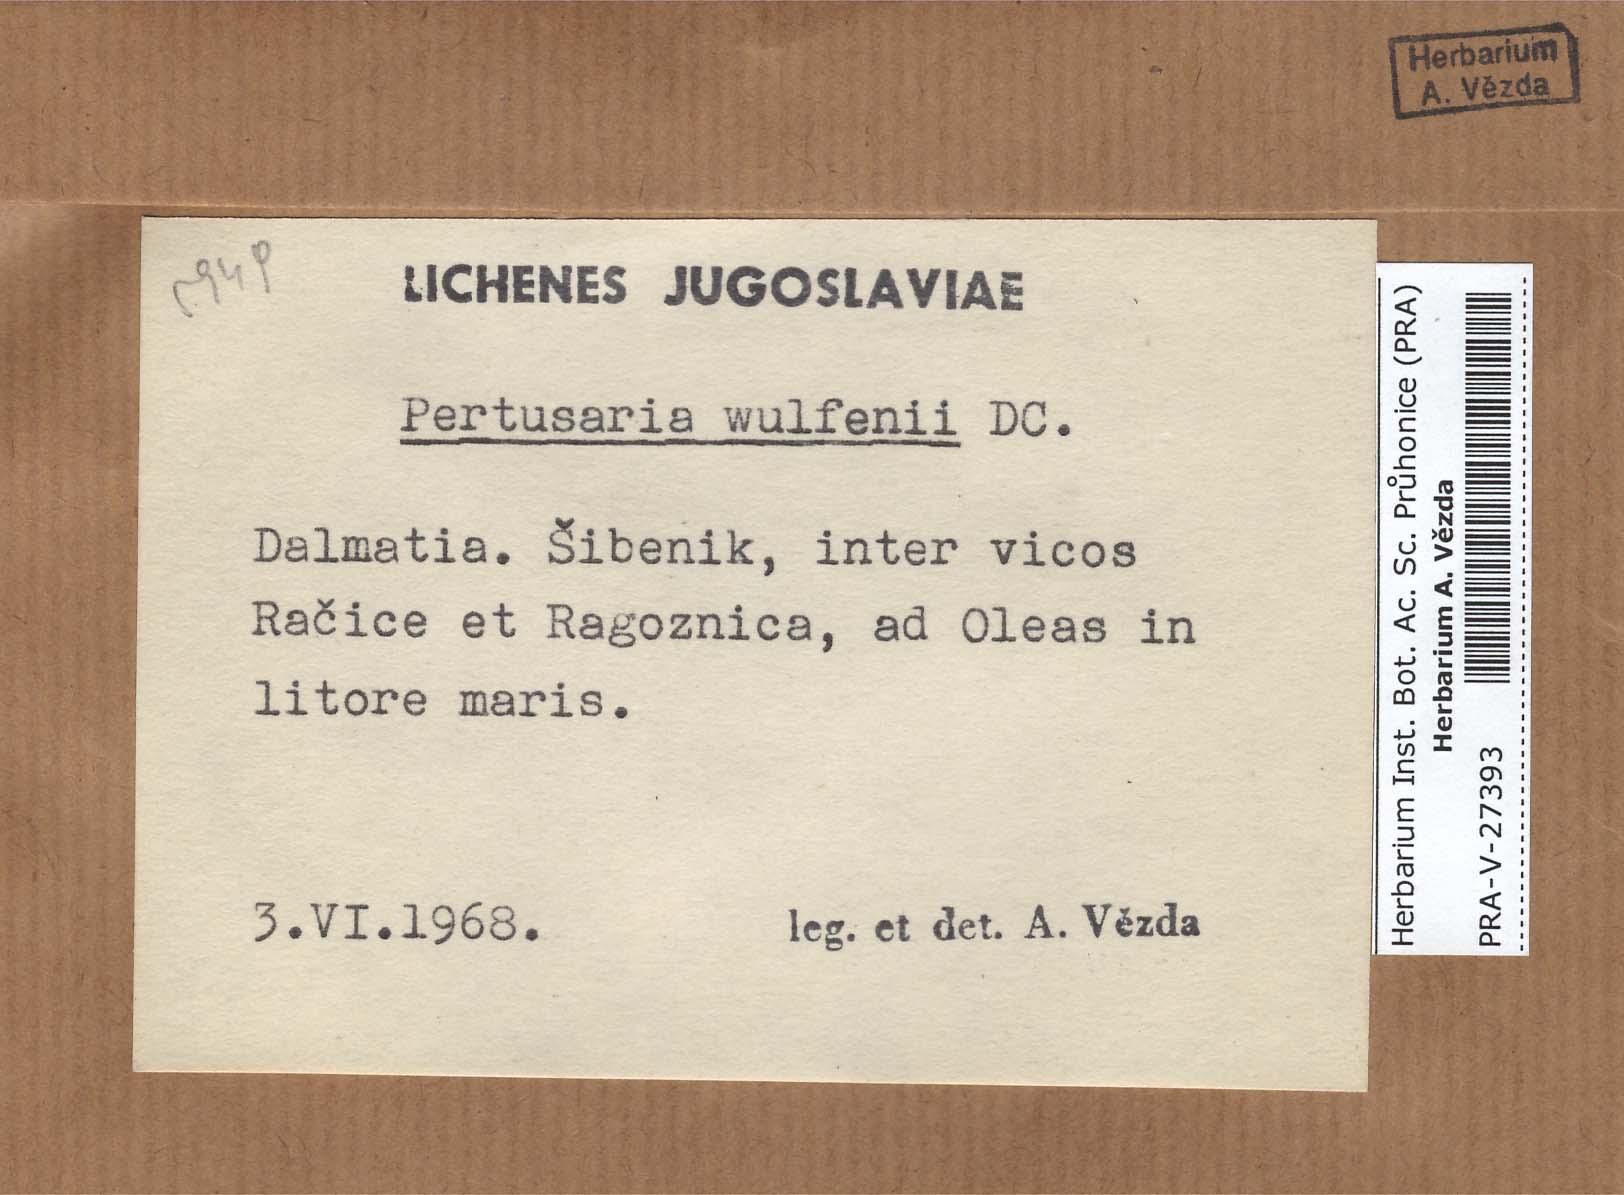 Herbarium
A. Vězda
LICHENES JUGOSLAVIAE
Pertusaria wulfenii DC.
Dalmatia. Šibenik, inter vicos
Račice et Ragoznica, ad Oleas in
litore maris.
3.VI.1968.
leg. et det. A. Vězda
Herbarium Inst. Bot. Ac. Sc. Průhonice (PRA)
Herbarium A. Vězda
PRA-V-27393